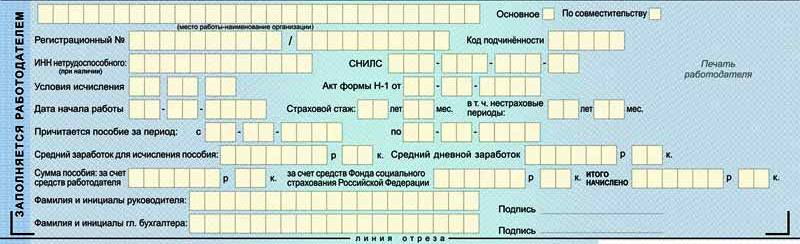 ЗАПОЛНЯЕТСЯ РАБОТОДАТЕЛЕМ
(место работы-наименование организации) Основное По совместительству
Регистрационный № / Код подчинённости
ИНН нетрудоспособного: (при наличии) СНИЛС - - - Печать работодателя
Условия исчисления Акт формы Н-1 от - -
Дата начала работы - - Страховой стаж: лет мес. в т. ч. нестраховые периоды: лет мес.
Причитается пособие за период: с - - по - -
Средний заработок для исчисления пособия: р к. Средний дневной заработок р к.
Сумма пособия: за счет средств работодателя р к. за счет средств Фонда социального страхования Российской Федерации р к. ИТОГО НАЧИСЛЕНО р к.
Фамилия и инициалы руководителя: Подпись
Фамилия и инициалы гл. бухгалтера: Подпись
линия отреза